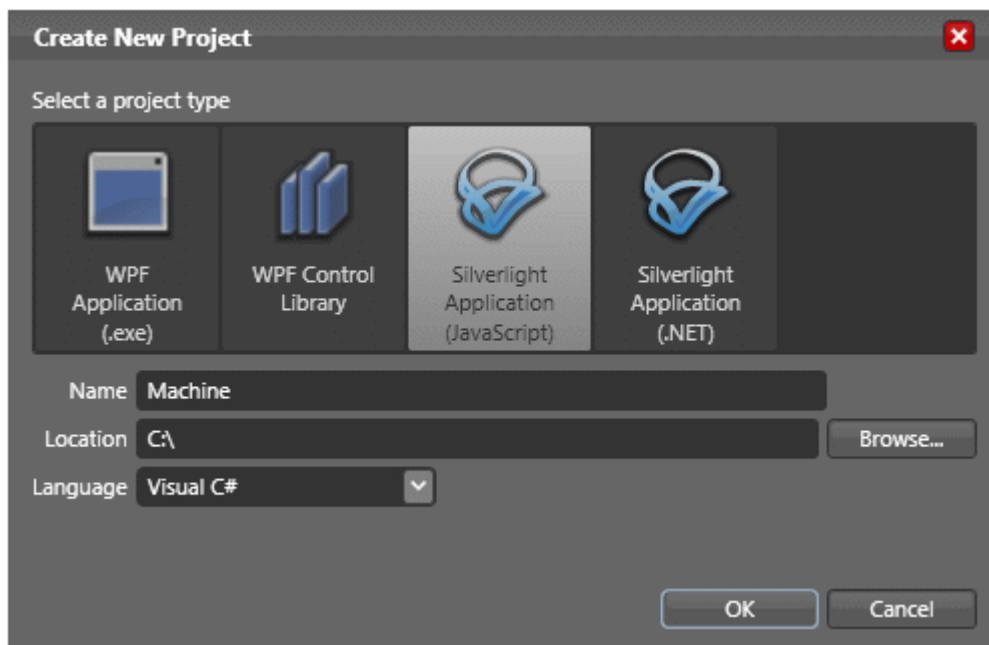 Create New Project
Select a project type
WPF
Application
(.exe)
WPF Control
Library
Silverlight
Application
(JavaScript)
Silverlight
Application
(.NET)
Name Machine
Location C:\ Browse...
Language Visual C#
OK Cancel